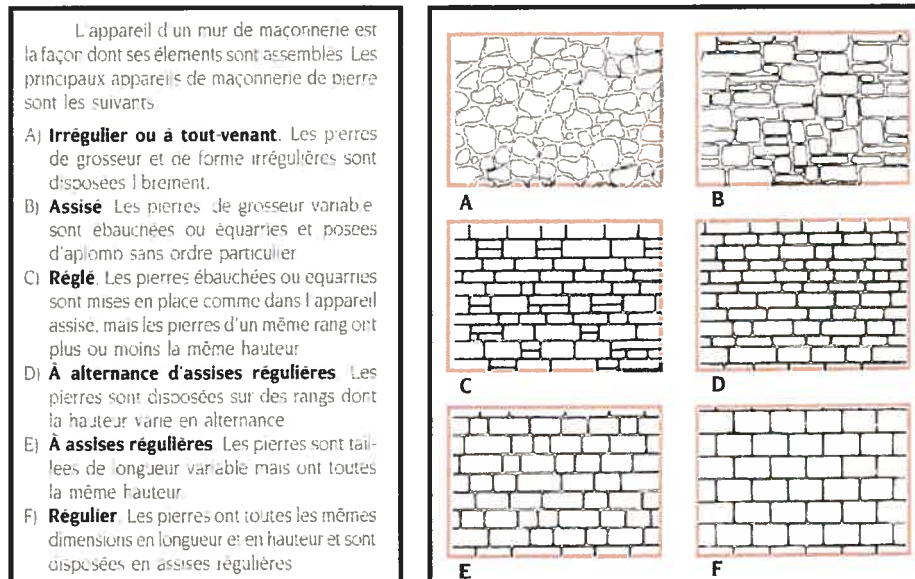 L'appareil d'un mur de maçonnerie est
la façon dont ses élements sont assemblés Les
principaux appareils de maçonnerie de pierre
sont les suivants
A) Irrégulier ou à tout-venant. Les pierres
de grosseur et de forme irrégulières sont
disposées librement.
B) Assisé Les pierres de grosseur variable
sont ébauchées ou équarries et posées
d'aplomb sans ordre particulier
C) Réglé. Les pierres ébauchées ou equarries
sont mises en place comme dans l appareil
assisé, mais les pierres d'un même rang ont
plus ou moins la même hauteur
D) À alternance d'assises régulières Les
pierres sont disposées sur des rangs dont
la hauteur varie en alternance
E) À assises régulières Les pierres sont tail-
lees de longueur variable mais ont toutes
la même hauteur.
F) Régulier Les pierres ont toutes les mêmes
dimensions en longueur et en hauteur et sont
disposées en assises régulières
A
B
C
D
E
F